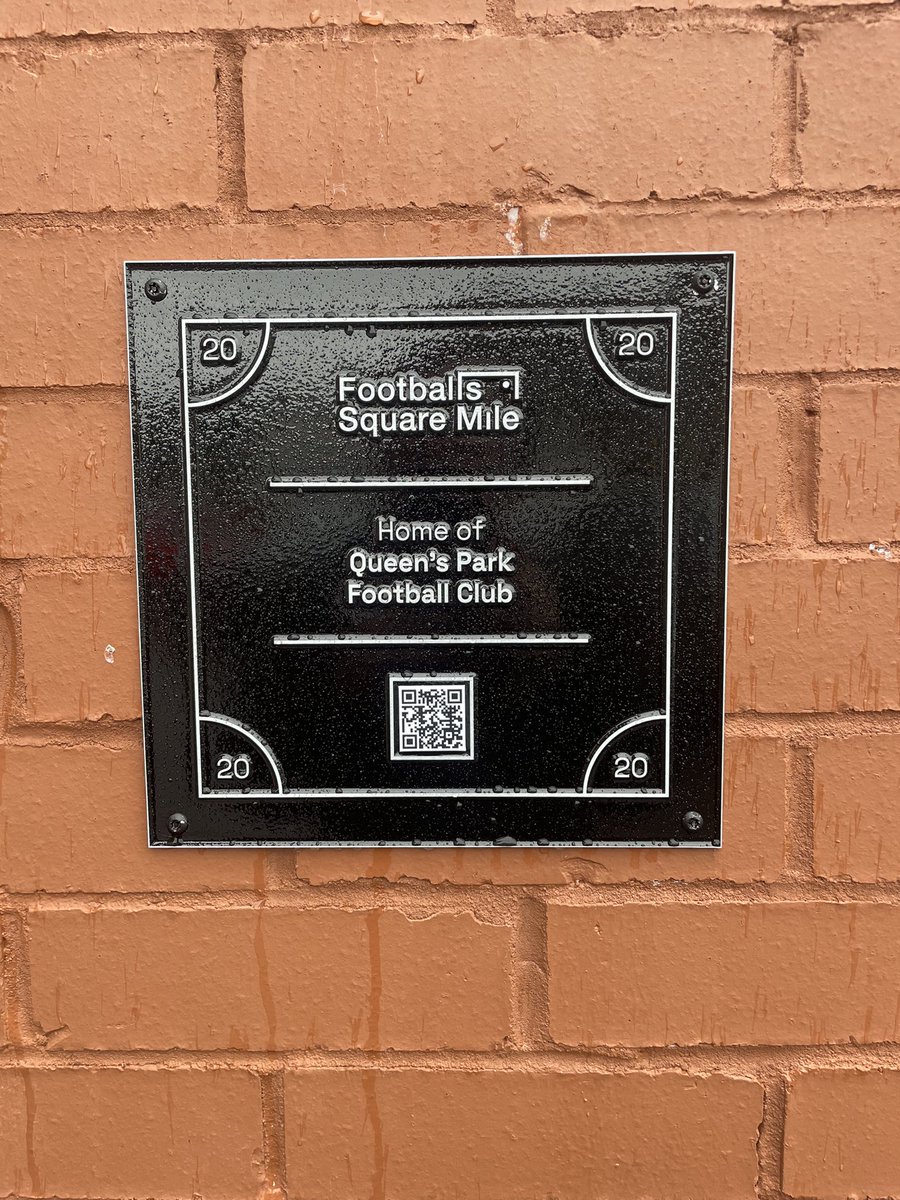 20
20
Footballs
Square Mile
Home of
Queen's Park
Football Club
20
20